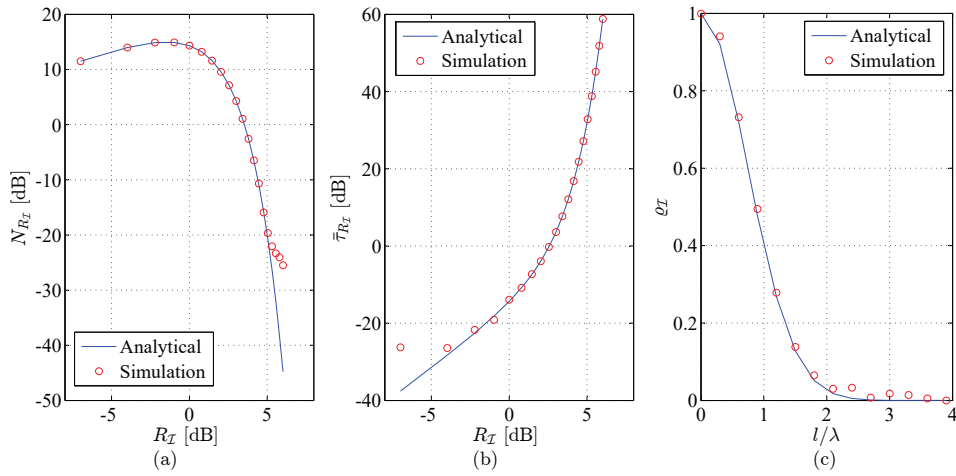 20
10
0
-10
-20
-30
-40
-50
N_{R_ℐ} [dB]
Analytical
Simulation
-5 0 5
R_ℐ [dB]
(a)
60
40
20
0
-20
-40
τ̄_{R_ℐ} [dB]
Analytical
Simulation
-5 0 5
R_ℐ [dB]
(b)
1
0.8
0.6
0.4
0.2
0
ϱ_ℐ
Analytical
Simulation
0 1 2 3 4
l/λ
(c)